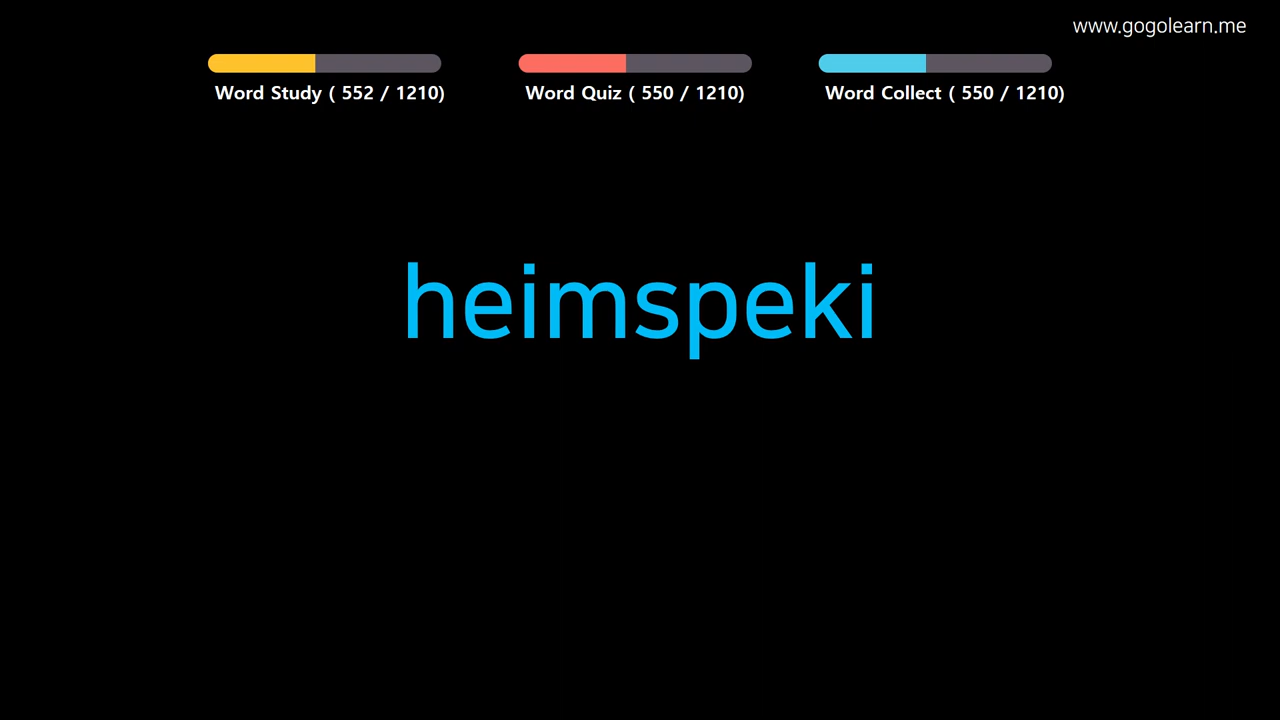 www.gogolearn.me
Word Study ( 552 / 1210)
Word Quiz ( 550 / 1210)
Word Collect ( 550 / 1210)
heimspeki